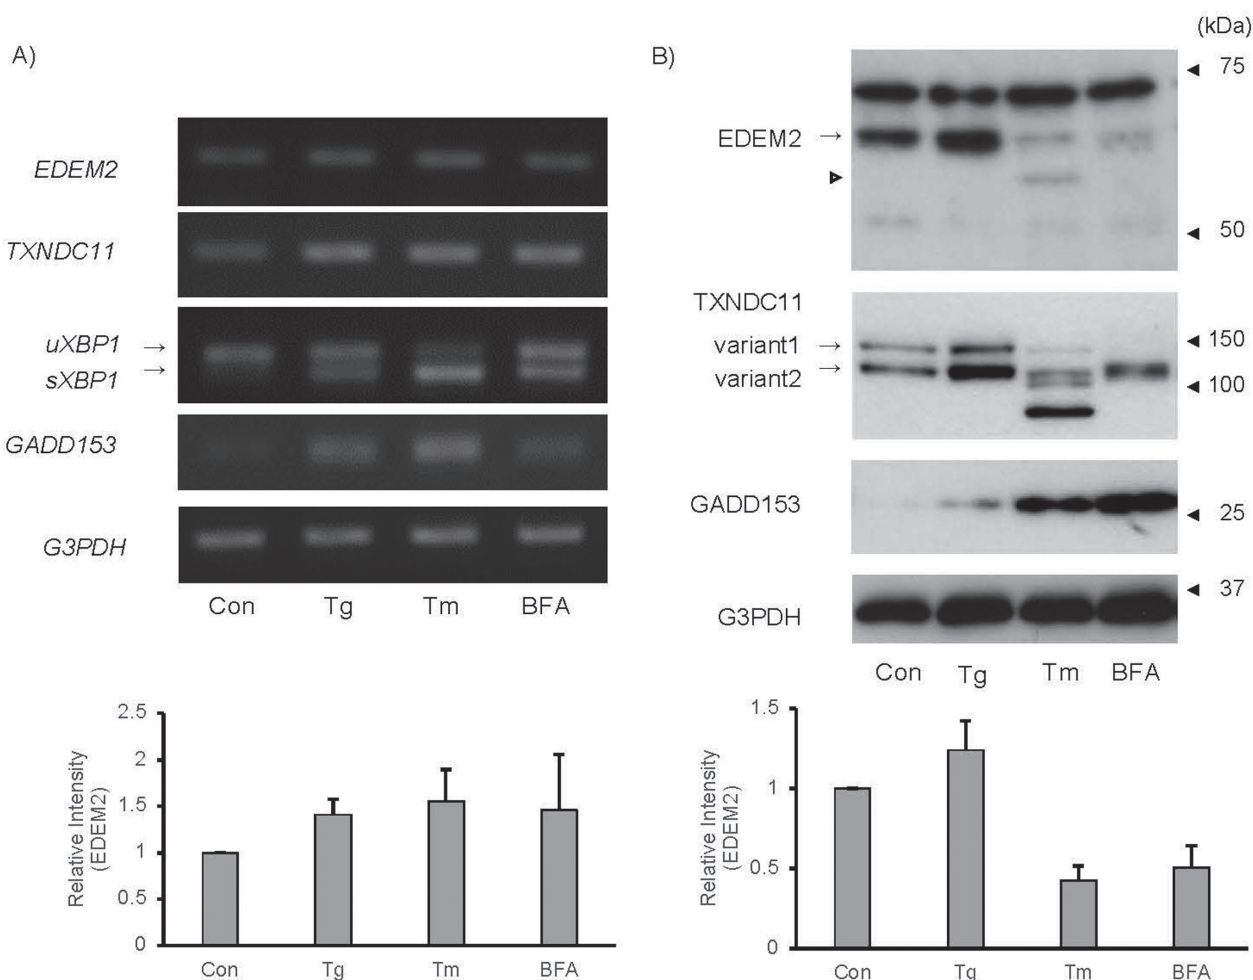 A)
EDEM2
TXNDC11
uXBP1 →
sXBP1 →
GADD153
G3PDH
Con Tg Tm BFA
2.5
2
1.5
1
0.5
0
Relative Intensity
(EDEM2)
Con Tg Tm BFA
B)
(kDa)
75
EDEM2 →
50
TXNDC11
variant1 →
variant2 →
150
100
GADD153
25
37
G3PDH
Con Tg Tm BFA
1.5
1
0.5
0
Relative Intensity
(EDEM2)
Con Tg Tm BFA